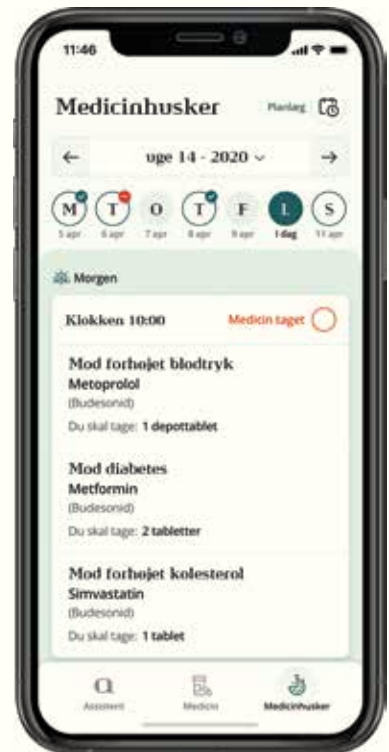 11:46
Medicinhusker
Planlæg
uge 14 - 2020
M T O T F L S
5 apr 6 apr 7 apr 8 apr 9 apr I dag 11 apr
Morgen
Klokken 10:00 Medicin taget
Mod forhøjet blodtryk
Metoprolol
(Budesonid)
Du skal tage: 1 depottablet
Mod diabetes
Metformin
(Budesonid)
Du skal tage: 2 tabletter
Mod forhøjet kolesterol
Simvastatin
(Budesonid)
Du skal tage: 1 tablet
Assistent Medicin Medicinhusker